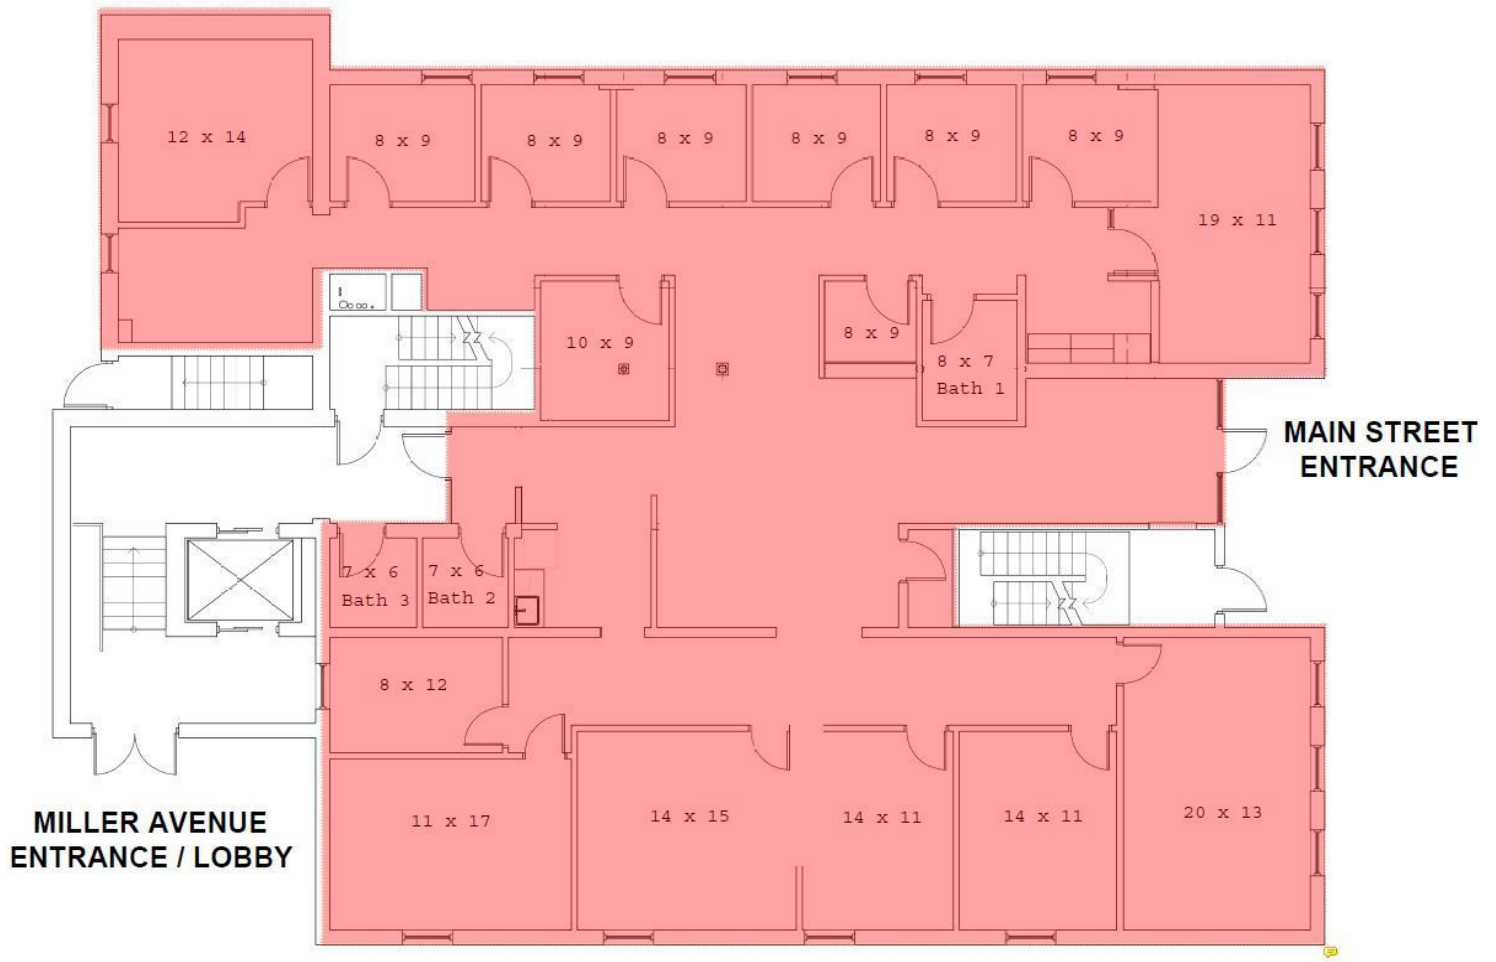 12 x 14
8 x 9
8 x 9
8 x 9
8 x 9
8 x 9
8 x 9
19 x 11
10 x 9
8 x 9
8 x 7
Bath 1
MAIN STREET
ENTRANCE
7 x 6
Bath 3
7 x 6
Bath 2
8 x 12
11 x 17
14 x 15
14 x 11
14 x 11
20 x 13
MILLER AVENUE
ENTRANCE / LOBBY